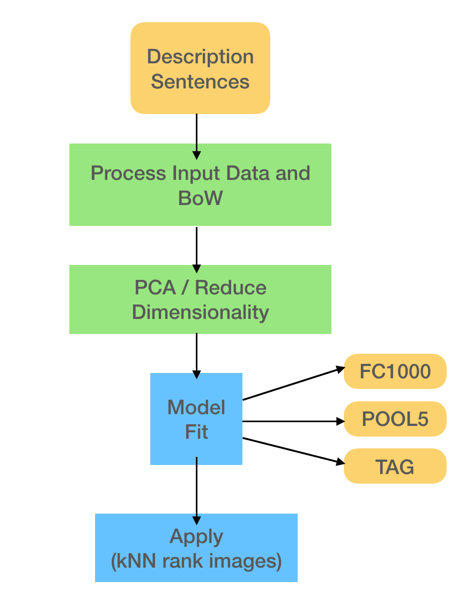 Description
Sentences
Process Input Data and
BoW
PCA / Reduce
Dimensionality
Model
Fit
FC1000
POOL5
TAG
Apply
(kNN rank images)